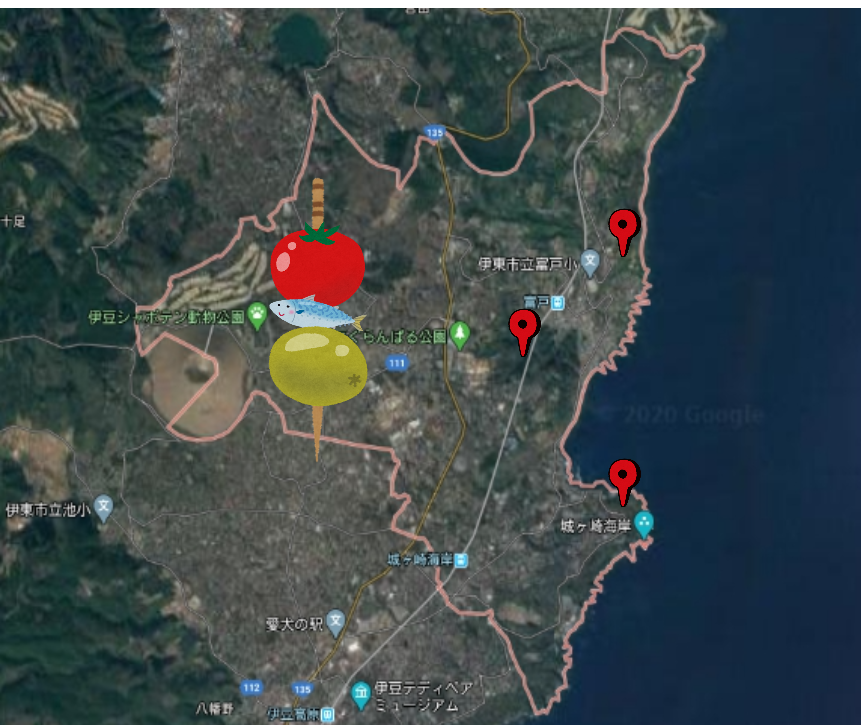 135
十足
伊東市立富戸小
富戸
伊豆シャボテン動物公園
くらんぼる公園
111
© 2020 Google
伊東市立池小
城ヶ崎海岸
城ヶ崎海岸
愛犬の駅
112
135
伊豆テディベア
ミュージアム
八幡野
伊豆高原